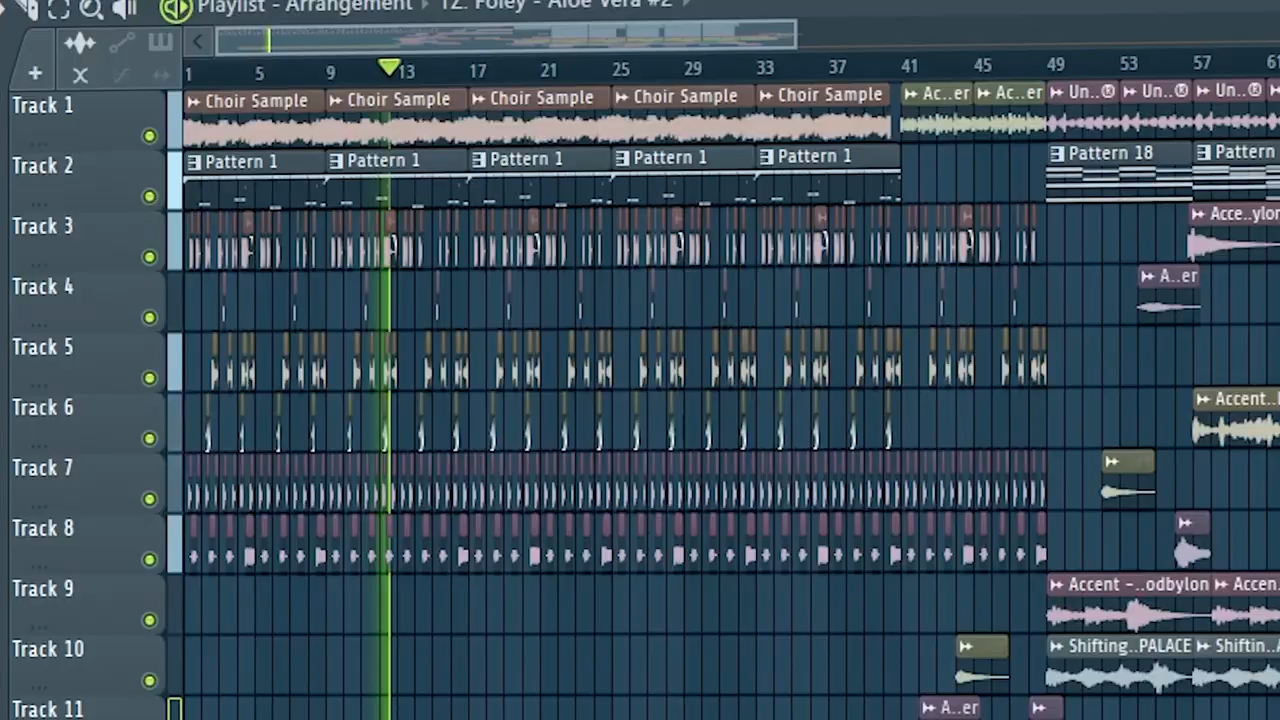 Playlist - Arrangement › 12. Foley - Aloe Vera #2 ›
1 5 9 13 17 21 25 29 33 37 41 45 49 53 57 61
Track 1
Choir Sample Choir Sample Choir Sample Choir Sample Choir Sample Ac..er Ac..er Un..® Un..® Un..®
Track 2
Pattern 1 Pattern 1 Pattern 1 Pattern 1 Pattern 1 Pattern 18 Pattern
Track 3
Acce..ylon
Track 4
A..er
Track 5
Track 6
Accent..
Track 7
Track 8
Track 9
Accent -..odbylon Accen
Track 10
Shifting..PALACE Shiftin..
Track 11
A..er